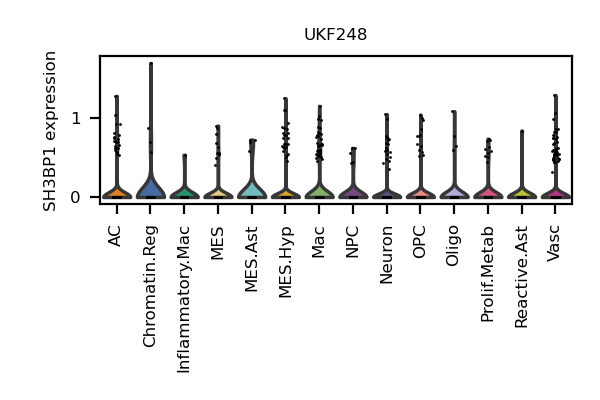 UKF248
SH3BP1 expression
1
0
AC
Chromatin.Reg
Inflammatory.Mac
MES
MES.Ast
MES.Hyp
Mac
NPC
Neuron
OPC
Oligo
Prolif.Metab
Reactive.Ast
Vasc